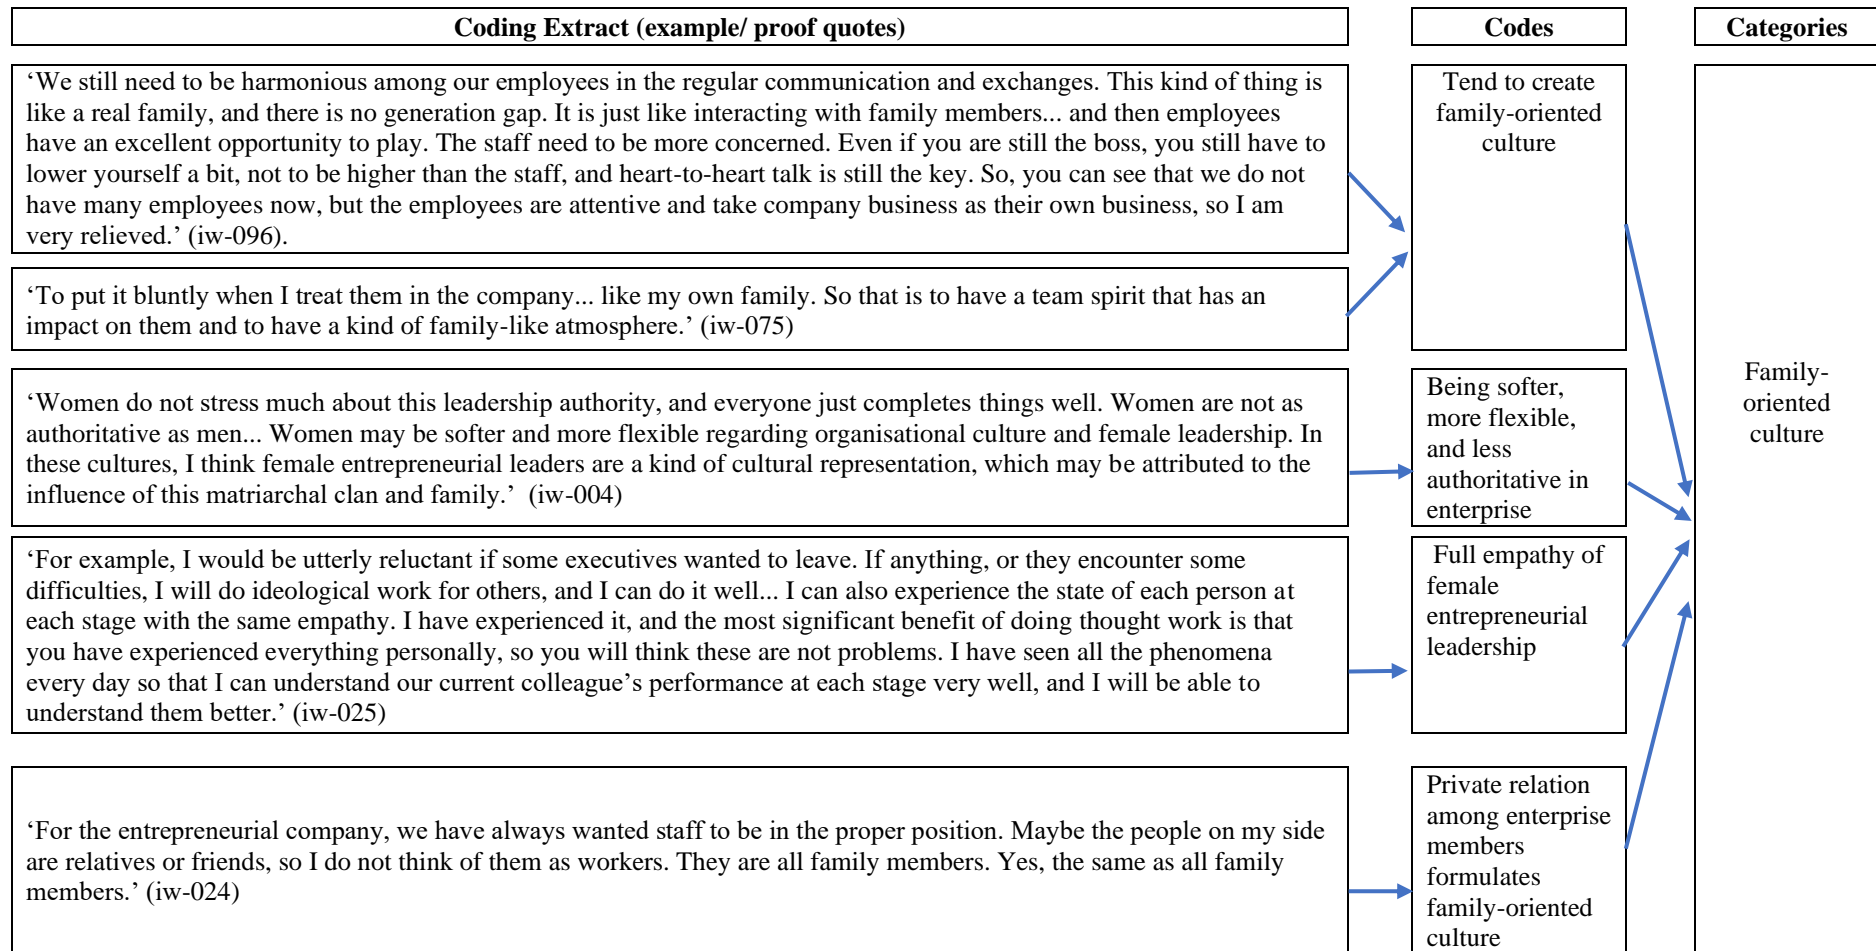 Coding Extract (example/ proof quotes)
Codes
Categories
‘We still need to be harmonious among our employees in the regular communication and exchanges. This kind of thing is
like a real family, and there is no generation gap. It is just like interacting with family members... and then employees
have an excellent opportunity to play. The staff need to be more concerned. Even if you are still the boss, you still have to
lower yourself a bit, not to be higher than the staff, and heart-to-heart talk is still the key. So, you can see that we do not
have many employees now, but the employees are attentive and take company business as their own business, so I am
very relieved.’ (iw-096).
‘To put it bluntly when I treat them in the company... like my own family. So that is to have a team spirit that has an
impact on them and to have a kind of family-like atmosphere.’ (iw-075)
Tend to create
family-oriented
culture
‘Women do not stress much about this leadership authority, and everyone just completes things well. Women are not as
authoritative as men... Women may be softer and more flexible regarding organisational culture and female leadership. In
these cultures, I think female entrepreneurial leaders are a kind of cultural representation, which may be attributed to the
influence of this matriarchal clan and family.’ (iw-004)
Being softer,
more flexible,
and less
authoritative in
enterprise
‘For example, I would be utterly reluctant if some executives wanted to leave. If anything, or they encounter some
difficulties, I will do ideological work for others, and I can do it well... I can also experience the state of each person at
each stage with the same empathy. I have experienced it, and the most significant benefit of doing thought work is that
you have experienced everything personally, so you will think these are not problems. I have seen all the phenomena
every day so that I can understand our current colleague’s performance at each stage very well, and I will be able to
understand them better.’ (iw-025)
Full empathy of
female
entrepreneurial
leadership
‘For the entrepreneurial company, we have always wanted staff to be in the proper position. Maybe the people on my side
are relatives or friends, so I do not think of them as workers. They are all family members. Yes, the same as all family
members.’ (iw-024)
Private relation
among enterprise
members
formulates
family-oriented
culture
Family-
oriented
culture